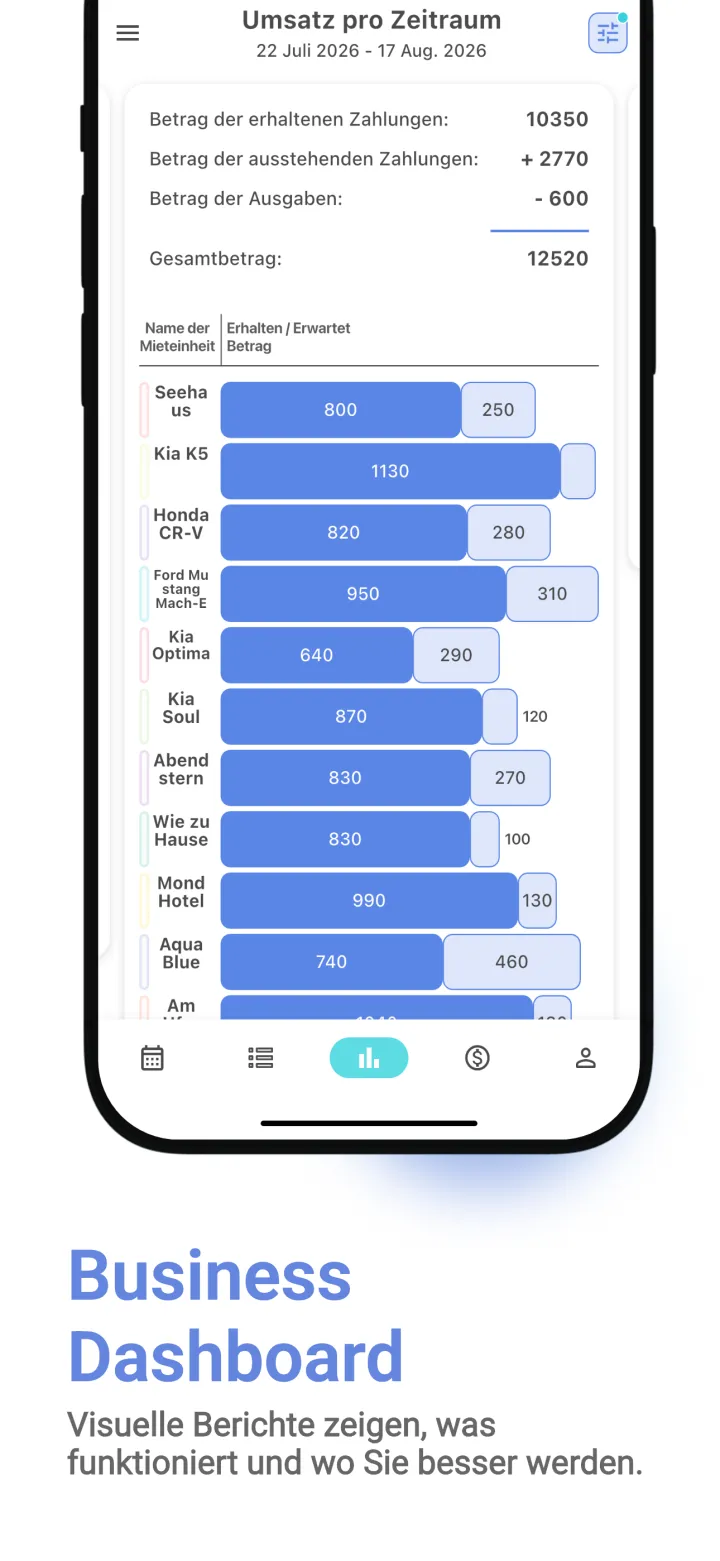 Umsatz pro Zeitraum
22 Juli 2026 - 17 Aug. 2026
Betrag der erhaltenen Zahlungen: 10350
Betrag der ausstehenden Zahlungen: + 2770
Betrag der Ausgaben: - 600
Gesamtbetrag: 12520
Name der
Mieteinheit
Erhalten / Erwartet
Betrag
Seeha
us
800 250
Kia K5
1130
Honda
CR-V
820 280
Ford Mu
stang
Mach-E
950 310
Kia
Optima
640 290
Kia
Soul
870 120
Abend
stern
830 270
Wie zu
Hause
830 100
Mond
Hotel
990 130
Aqua
Blue
740 460
Am
Business
Dashboard
Visuelle Berichte zeigen, was
funktioniert und wo Sie besser werden.